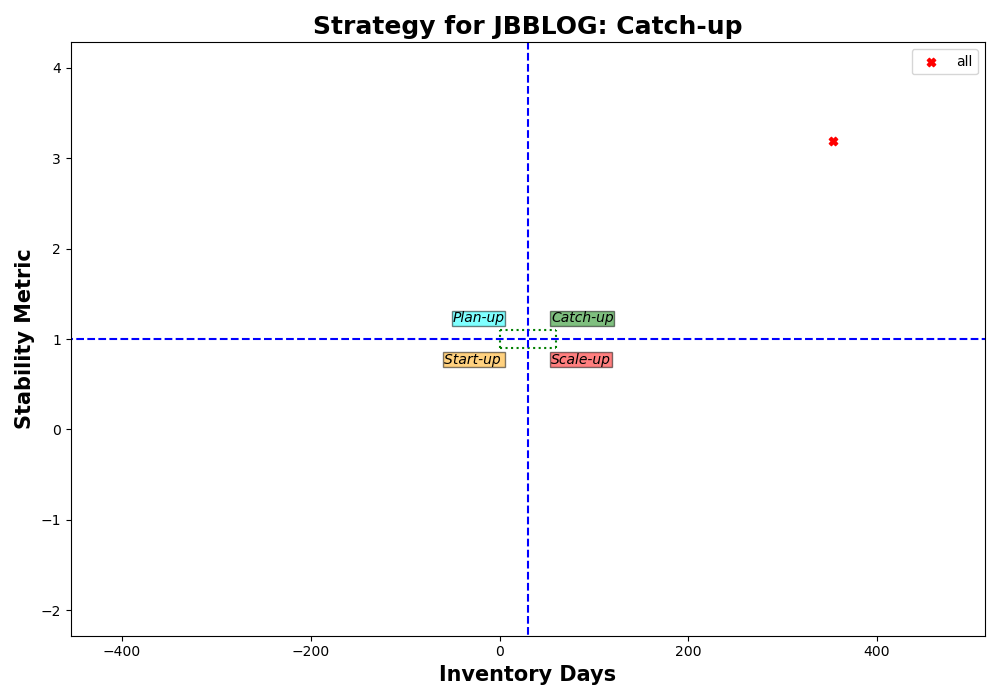 Strategy for JBBLOG: Catch-up
all
4
3
2
1
0
−1
−2
Stability Metric
Plan-up
Catch-up
Start-up
Scale-up
−400
−200
0
200
400
Inventory Days